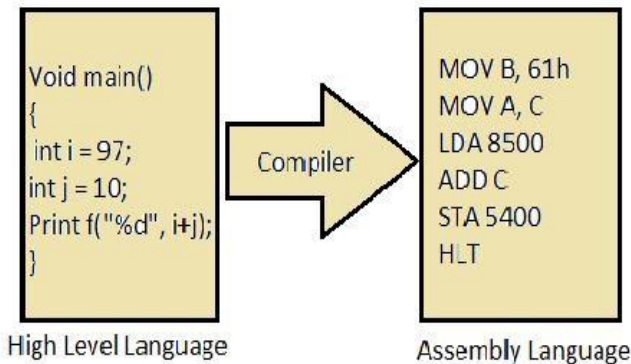 Void main()
{
int i = 97;
int j = 10;
Print f("%d", i+j);
}
High Level Language
Compiler
MOV B, 61h
MOV A, C
LDA 8500
ADD C
STA 5400
HLT
Assembly Language